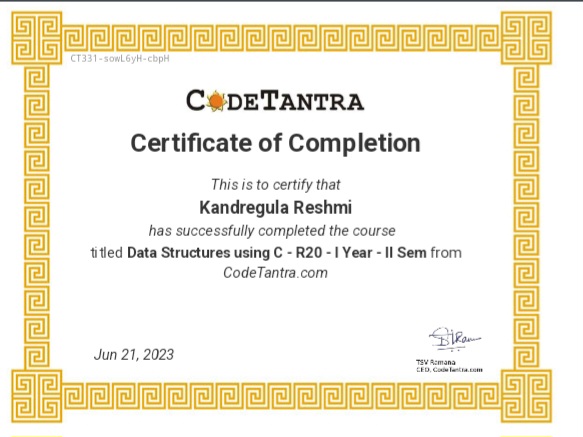 CT331-sowL6yH-cbpH
CODETANTRA
Certificate of Completion
This is to certify that
Kandregula Reshmi
has successfully completed the course
titled Data Structures using C - R20 - I Year - II Sem from
CodeTantra.com
Jun 21, 2023
TSV Ramana
CEO, CodeTantra.com